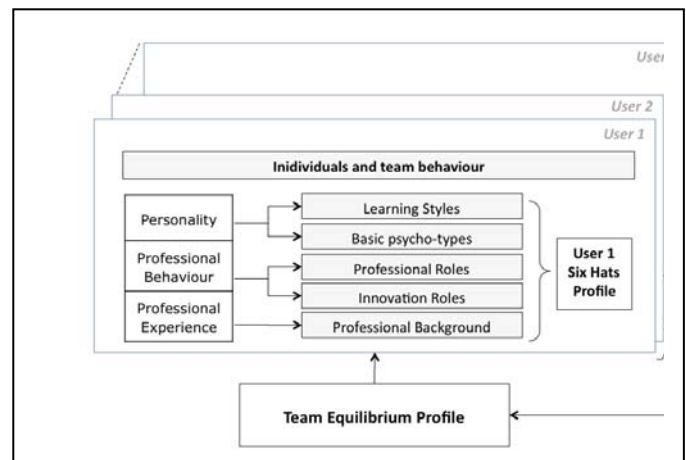 User
User 2
User 1
Inidividuals and team behaviour
Personality
Professional
Behaviour
Professional
Experience
Learning Styles
Basic psycho-types
Professional Roles
Innovation Roles
Professional Background
User 1
Six Hats
Profile
Team Equilibrium Profile